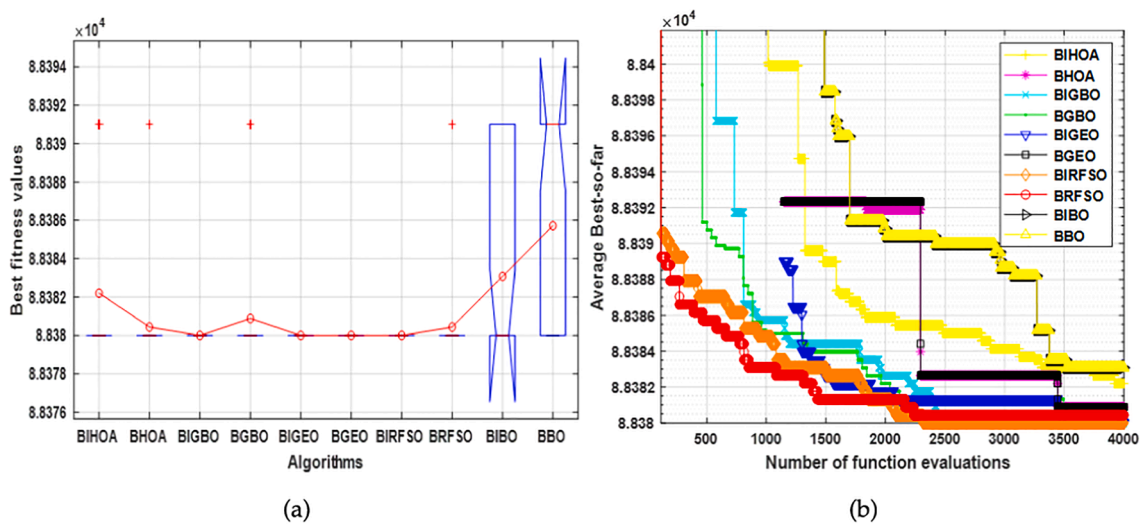 (a)
×10⁴
8.8394
8.8392
8.839
8.8388
8.8386
8.8384
8.8382
8.838
8.8378
8.8376
Best fitness values
BIHOA BHOA BIGBO BGBO BIGEO BGEO BIRFSO BRFSO BIBO BBO
Algorithms
(a)
(b)
×10⁴
8.84
8.8398
8.8396
8.8394
8.8392
8.839
8.8388
8.8386
8.8384
8.8382
8.838
Average Best-so-far
BIHOA
BHOA
BIGBO
BGBO
BIGEO
BGEO
BIRFSO
BRFSO
BIBO
BBO
500 1000 1500 2000 2500 3000 3500 4000
Number of function evaluations
(b)